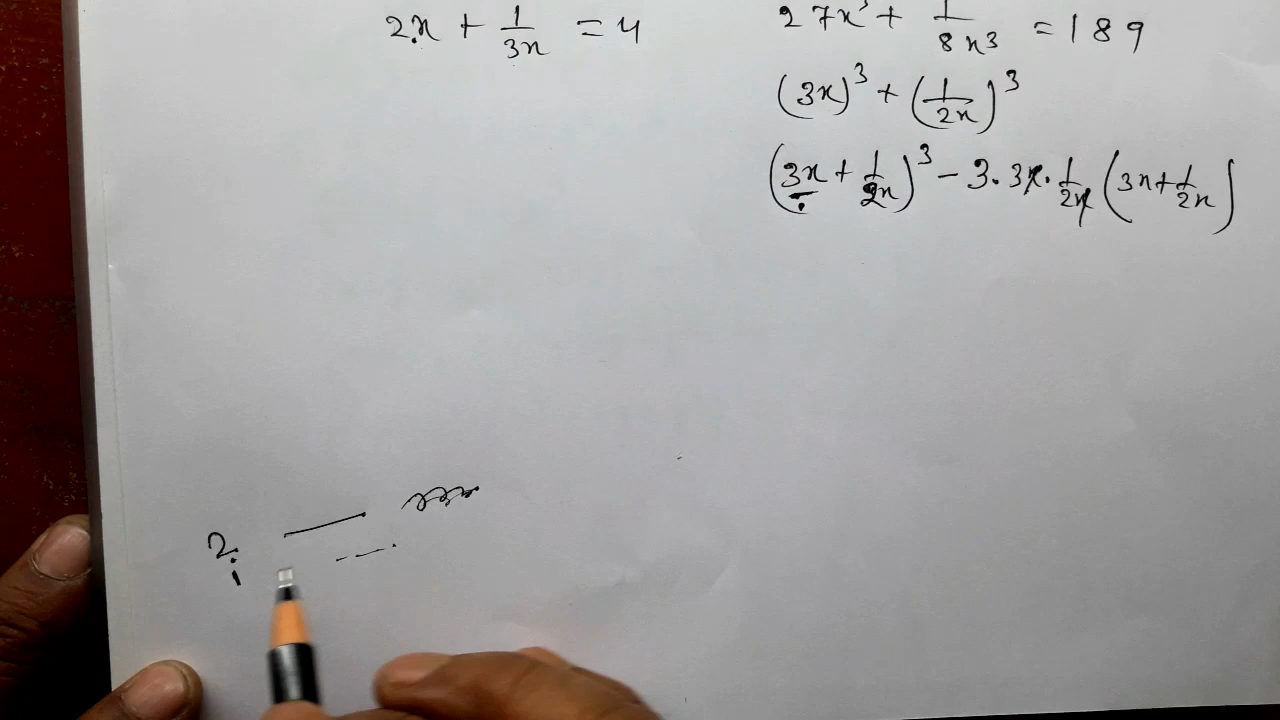 2x + 1/3x = 4
27x³ + 1/8x³ = 189
(3x)³ + (1/2x)³
(3x + 1/2x)³ - 3.3x.1/2x (3x + 1/2x)
2.